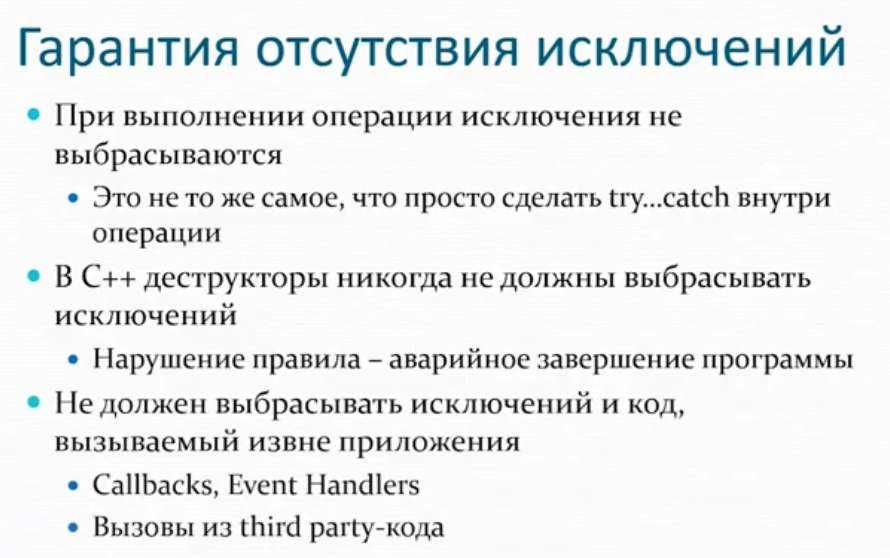 Гарантия отсутствия исключений
• При выполнении операции исключения не
выбрасываются
• Это не то же самое, что просто сделать try...catch внутри
операции
• В C++ деструкторы никогда не должны выбрасывать
исключений
• Нарушение правила – аварийное завершение программы
• Не должен выбрасывать исключений и код,
вызываемый извне приложения
• Callbacks, Event Handlers
• Вызовы из third party-кода